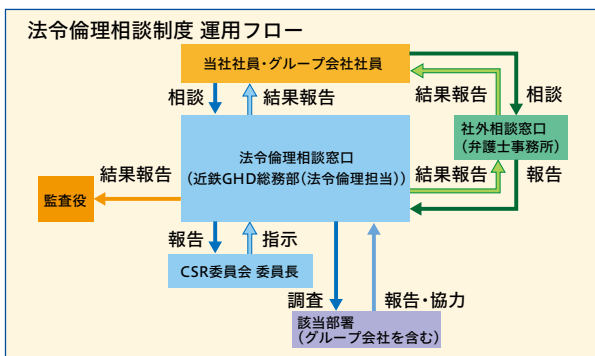 法令倫理相談制度 運用フロー
当社社員・グループ会社社員
相談
結果報告
結果報告
相談
社外相談窓口
(弁護士事務所)
法令倫理相談窓口
(近鉄GHD総務部(法令倫理担当))
結果報告
監査役
結果報告
報告
報告
指示
CSR委員会 委員長
調査
報告・協力
該当部署
(グループ会社を含む)